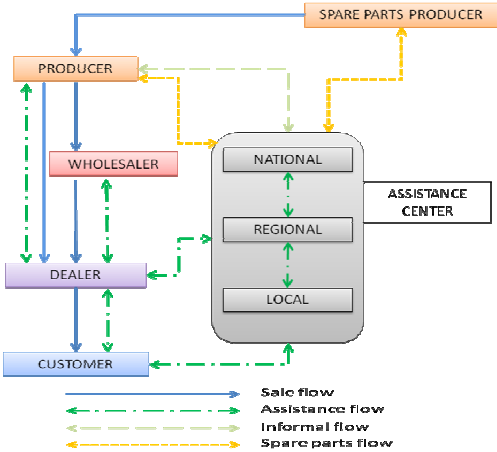 SPARE PARTS PRODUCER
PRODUCER
WHOLESALER
NATIONAL
REGIONAL
LOCAL
ASSISTANCE
CENTER
DEALER
CUSTOMER
Sale flow
Assistance flow
Informal flow
Spare parts flow